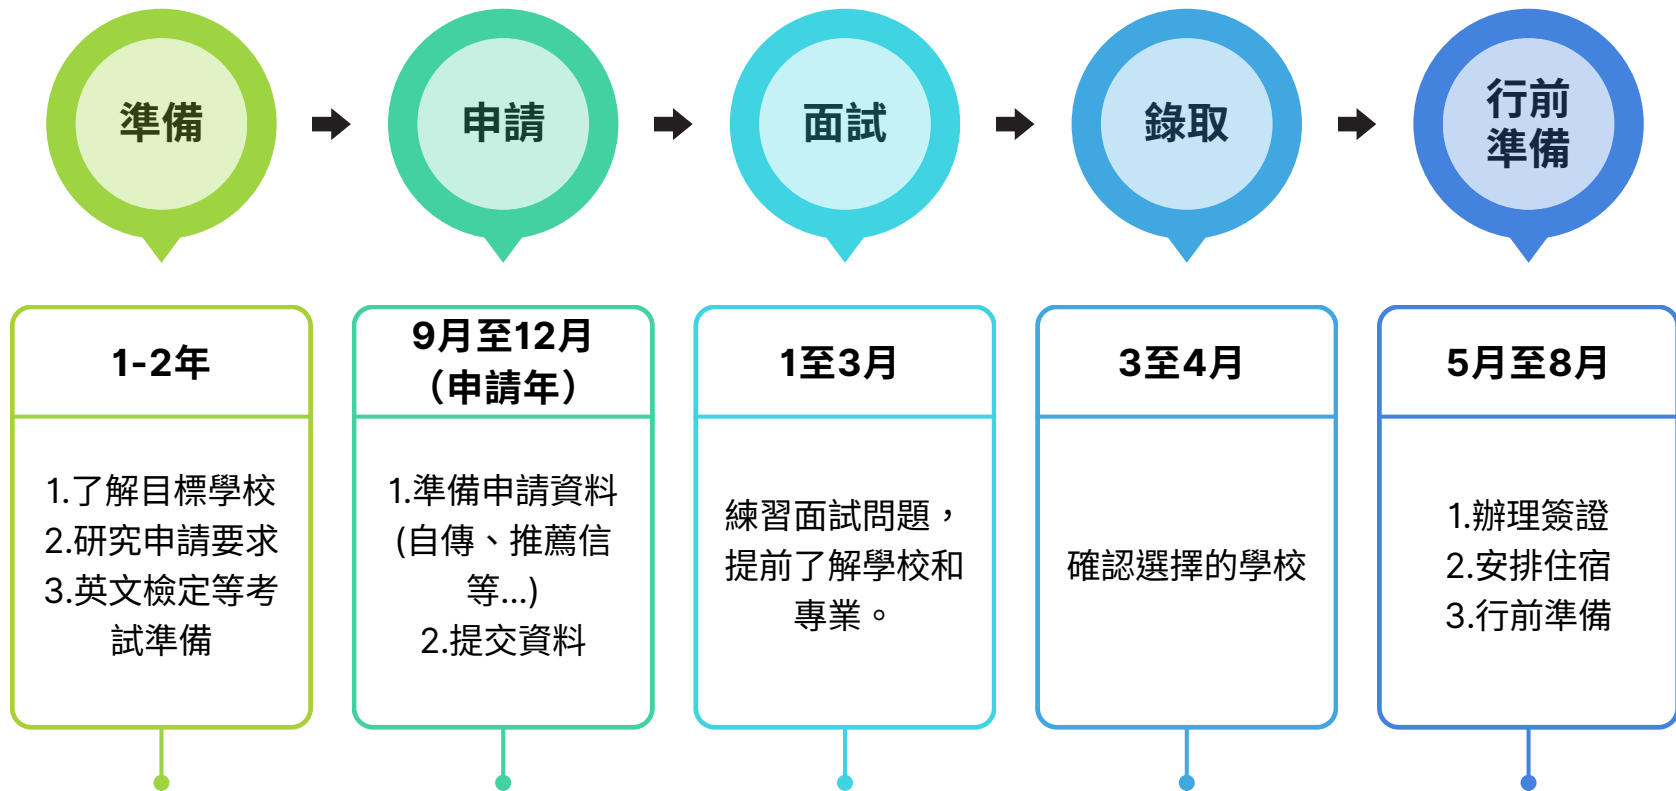 準備
申請
面試
錄取
行前
準備
1-2年
1.了解目標學校
2.研究申請要求
3.英文檢定等考
試準備
9月至12月
（申請年）
1.準備申請資料
(自傳、推薦信
等...)
2.提交資料
1至3月
練習面試問題，
提前了解學校和
專業。
3至4月
確認選擇的學校
5月至8月
1.辦理簽證
2.安排住宿
3.行前準備